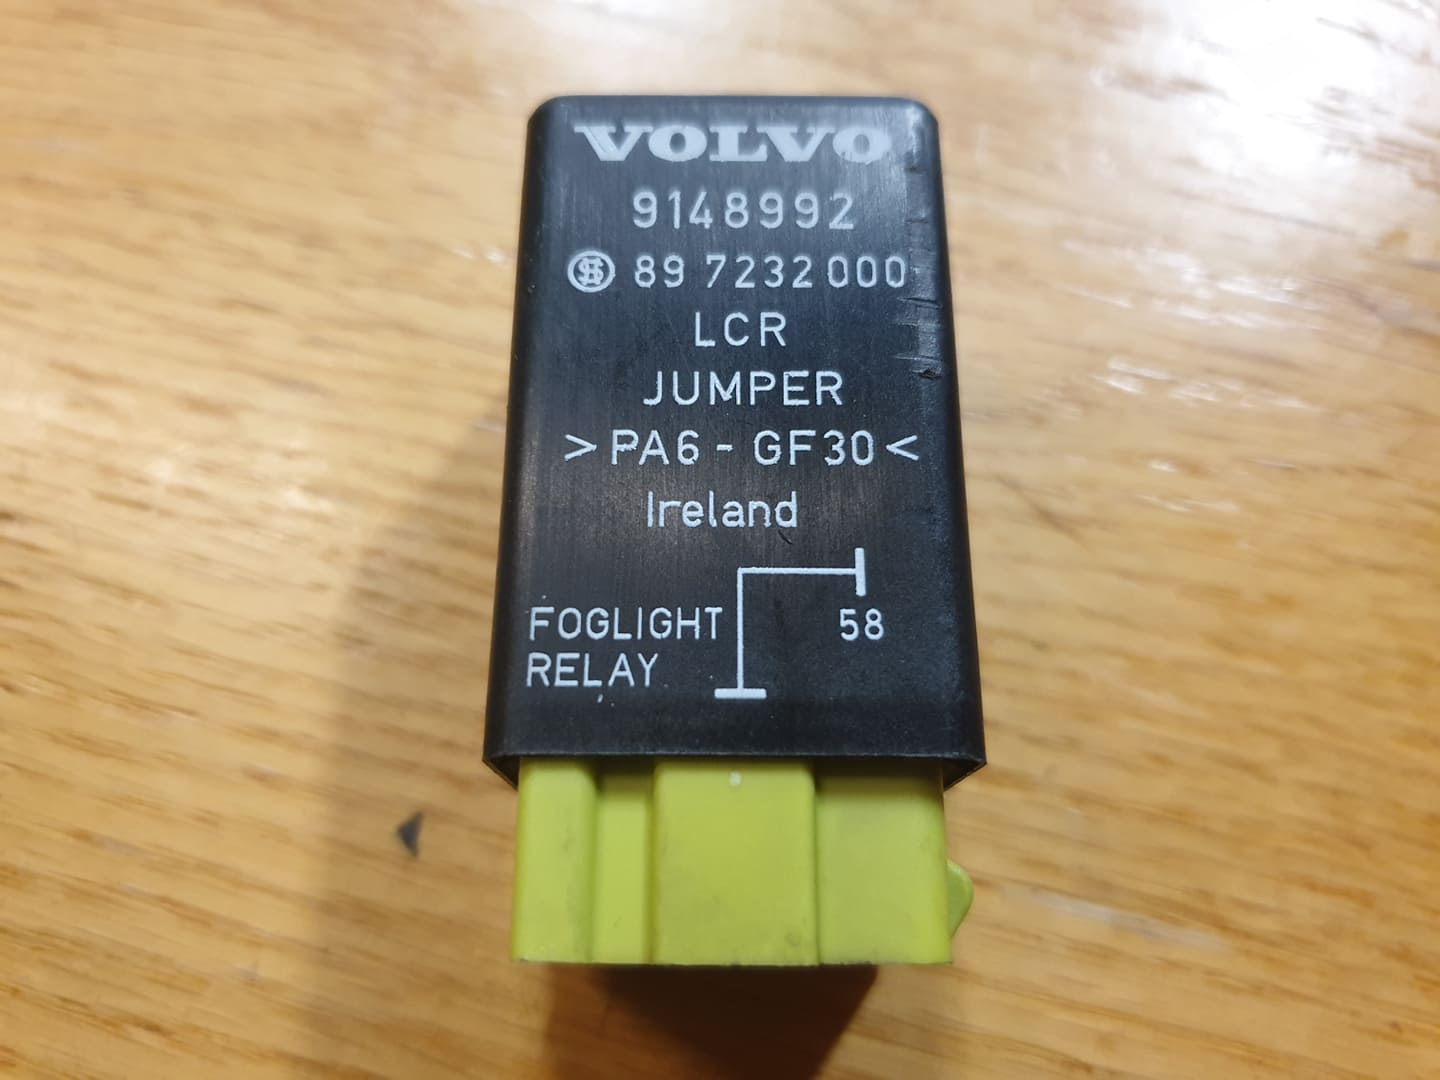 VOLVO
9148992
89 7232 000
LCR
JUMPER
>PA6 - GF30<
Ireland
FOGLIGHT
RELAY
58